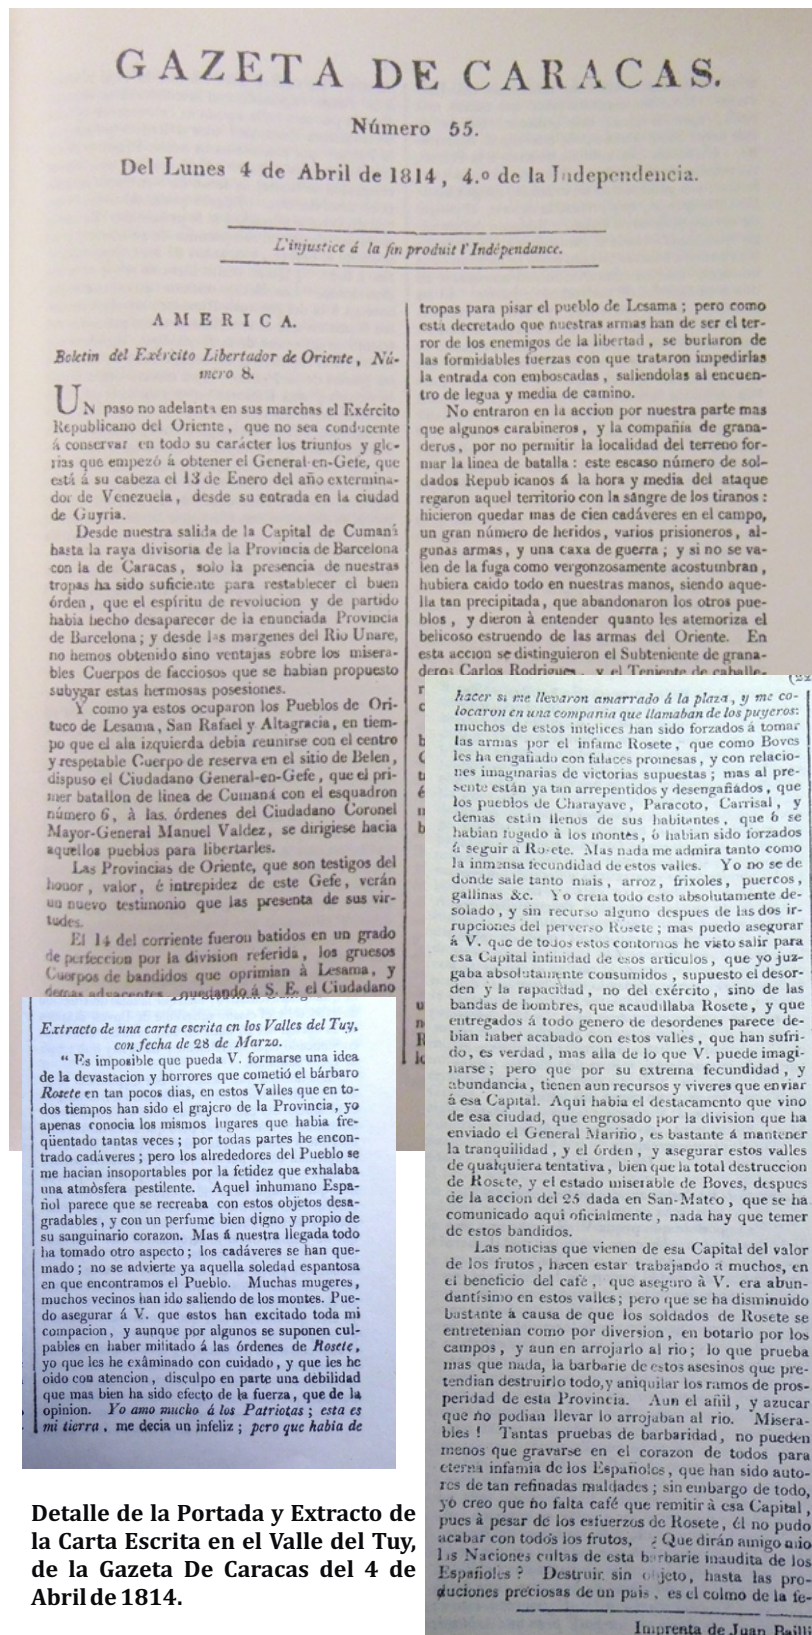 GAZETA DE CARACAS.
Número 55.
Del Lunes 4 de Abril de 1814, 4.º de la Independencia.
L'injustice á la fin produit l'Indépendance.
AMERICA.
Boletin del Exército Libertador de Oriente, Nú-
mero 8.
UN paso no adelanta en sus marchas el Exército
Republicano del Oriente, que no sea conducente
á conservar en todo su carácter los triunfos y glo-
rias que empezó á obtener el General-en-Gefe, que
está á su cabeza el 13 de Enero del año extermina-
dor de Venezuela, desde su entrada en la ciudad
de Guyria.
Desde nuestra salida de la Capital de Cumaná
hasta la raya divisoria de la Provincia de Barcelona
con la de Caracas, solo la presencia de nuestras
tropas ha sido suficiente para restablecer el buen
órden, que el espíritu de revolucion y de partido
habia hecho desaparecer de la enunciada Provincia
de Barcelona; y desde las margenes del Rio Unare,
no hemos obtenido sino ventajas sobre los misera-
bles Cuerpos de facciosos que se habian propuesto
subyugar estas hermosas posesiones.
Y como ya estos ocuparon los Pueblos de Ori-
tuco de Lesama, San Rafael y Altagracia, en tiem-
po que el ala izquierda debia reunirse con el centro
y respetable Cuerpo de reserva en el sitio de Belen,
dispuso el Ciudadano General-en-Gefe, que el pri-
mer batallon de linea de Cumaná con el esquadron
número 6, á las órdenes del Ciudadano Coronel
Mayor-General Manuel Valdez, se dirigiese hacia
aquellos pueblos para libertarles.
Las Provincias de Oriente, que son testigos del
honor, valor, é intrepidez de este Gefe, verán
un nuevo testimonio que las presenta de sus vir-
tudes.
El 14 del corriente fueron batidos en un grado
de perfeccion por la division referida, los gruesos
Cuerpos de bandidos que oprimian à Lesama, y
demas adyacentes, quedando á S. E. el Ciudadano
tropas para pisar el pueblo de Lesama; pero como
está decretado que nuestras armas han de ser el ter-
ror de los enemigos de la libertad, se burlaron de
las formidables fuerzas con que trataron impedirlas
la entrada con emboscadas, saliendolas al encuen-
tro de legua y media de camino.
No entraron en la accion por nuestra parte mas
que algunos carabineros, y la compañia de grana-
deros, por no permitir la localidad del terreno for-
mar la linea de batalla: este escaso número de sol-
dados Repub icanos á la hora y media del ataque
regaron aquel territorio con la sângre de los tiranos:
hicieron quedar mas de cien cadáveres en el campo,
un gran número de heridos, varios prisioneros, al-
gunas armas, y una caxa de guerra; y si no se va-
len de la fuga como vergonzosamente acostumbran,
hubiera caido todo en nuestras manos, siendo aque-
lla tan precipitada, que abandonaron los otros pue-
blos, y dieron à entender quanto les atemoriza el
belicoso estruendo de las armas del Oriente. En
esta accion se distinguieron el Subteniente de grana-
deros Carlos Rodrigues, y el Teniente de caballe-
Extracto de una carta escrita en los Valles del Tuy,
con fecha de 28 de Marzo.
“ Es imposible que pueda V. formarse una idea
de la devastacion y horrores que cometió el bárbaro
Rosete en tan pocos dias, en estos Valles que en to-
dos tiempos han sido el grajero de la Provincia, yo
apenas conocia los mismos lugares que habia fre-
qüentado tantas veces; por todas partes he encon-
trado cadáveres; pero los alrededores del Pueblo se
me hacian insoportables por la fetidez que exhalaba
una atmòsfera pestilente. Aquel inhumano Espa-
ñol parece que se recreaba con estos objetos desa-
gradables, y con un perfume bien digno y propio de
su sanguinario corazon. Mas á nuestra llegada todo
ha tomado otro aspecto; los cadáveres se han que-
mado; no se advierte ya aquella soledad espantosa
en que encontramos el Pueblo. Muchas mugeres,
muchos vecinos han ido saliendo de los montes. Pue-
do asegurar á V. que estos han excitado toda mi
compacion, y aunque por algunos se suponen cul-
pables en haber militado á las órdenes de Rosete,
yo que les he exâminado con cuidado, y que les he
oido con atencion, disculpo en parte una debilidad
que mas bien ha sido efecto de la fuerza, que de la
opinion. Yo amo mucho á los Patriotas; esta es
mi tierra, me decia un infeliz; pero que habia de
hacer si me llevaron amarrado á la plaza, y me co-
locaron en una compania que llamaban de los puyeros:
muchos de estos infelices han sido forzados á tomar
las armas por el infame Rosete, que como Boves
les ha engañado con falaces promesas, y con relacio-
nes imaginarias de victorias supuestas; mas al pre-
sente están ya tan arrepentidos y desengañados, que
los pueblos de Charayave, Paracoto, Carrisal, y
demas están llenos de sus habitantes, que ó se
habian fugado à los montes, ó habian sido forzados
á seguir à Rosete. Mas nada me admira tanto como
la inmensa fecundidad de estos valles. Yo no se de
donde sale tanto mais, arroz, frixoles, puercos,
gallinas &c. Yo creia todo esto absolutamente de-
solado, y sin recurso alguno despues de las dos ir-
rupciones del perverso Rosete; mas puedo asegurar
á V. que de todos estos contornos he visto salir para
esa Capital infinidad de esos articulos, que yo juz-
gaba absolutamente consumidos, supuesto el desor-
den y la rapacidad, no del exército, sino de las
bandas de hombres, que acaudillaba Rosete, y que
entregados á todo genero de desordenes parece de-
bian haber acabado con estos valles, que han sufri-
do, es verdad, mas alla de lo que V. puede imagi-
narse; pero que por su extrema fecundidad, y
abundancia, tienen aun recursos y viveres que enviar
á esa Capital. Aqui habia el destacamento que vino
de esa ciudad, que engrosado por la division que ha
enviado el General Mariño, es bastante á mantener
la tranquilidad, y el órden, y asegurar estos valles
de qualquiera tentativa, bien que la total destruccion
de Rosete, y el estado miserable de Boves, despues
de la accion del 25 dada en San-Mateo, que se ha
comunicado aqui oficialmente, nada hay que temer
de estos bandidos.
Las noticias que vienen de esa Capital del valor
de los frutos, hacen estar trabajando á muchos, en
el beneficio del café, que aseguro à V. era abun-
dantísimo en estos valles; pero que se ha disminuido
bastante á causa de que los soldados de Rosete se
entretenian como por diversion, en botarlo por los
campos, y aun en arrojarlo al rio; lo que prueba
mas que nada, la barbarie de estos asesinos que pre-
tendian destruirlo todo, y aniquilar los ramos de pros-
peridad de esta Provincia. Aun el añil, y azucar
que no podian llevar lo arrojaban al rio. Misera-
bles! Tantas pruebas de barbaridad, no pueden
menos que gravarse en el corazon de todos para
eterna infamia de los Españoles, que han sido auto-
res de tan refinadas maldades; sin embargo de todo,
yo creo que no falta café que remitir à esa Capital,
pues à pesar de los esfuerzos de Rosete, él no pudo
acabar con todos los frutos, ¿Que dirán amigo mio
las Naciones cultas de esta barbarie inaudita de los
Españoles? Destruir sin objeto, hasta las pro-
duciones preciosas de un pais, es el colmo de la fe-
Imprenta de Juan Baill
Detalle de la Portada y Extracto de
la Carta Escrita en el Valle del Tuy,
de la Gazeta De Caracas del 4 de
Abril de 1814.